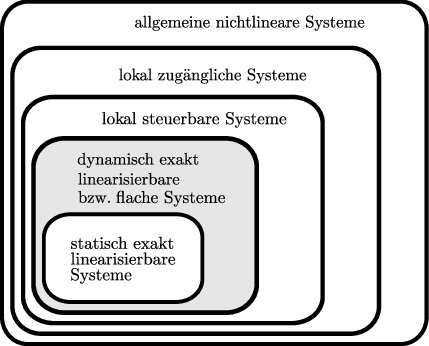 allgemeine nichtlineare Systeme
lokal zugängliche Systeme
lokal steuerbare Systeme
dynamisch exakt
linearisierbare
bzw. flache Systeme
statisch exakt
linearisierbare
Systeme